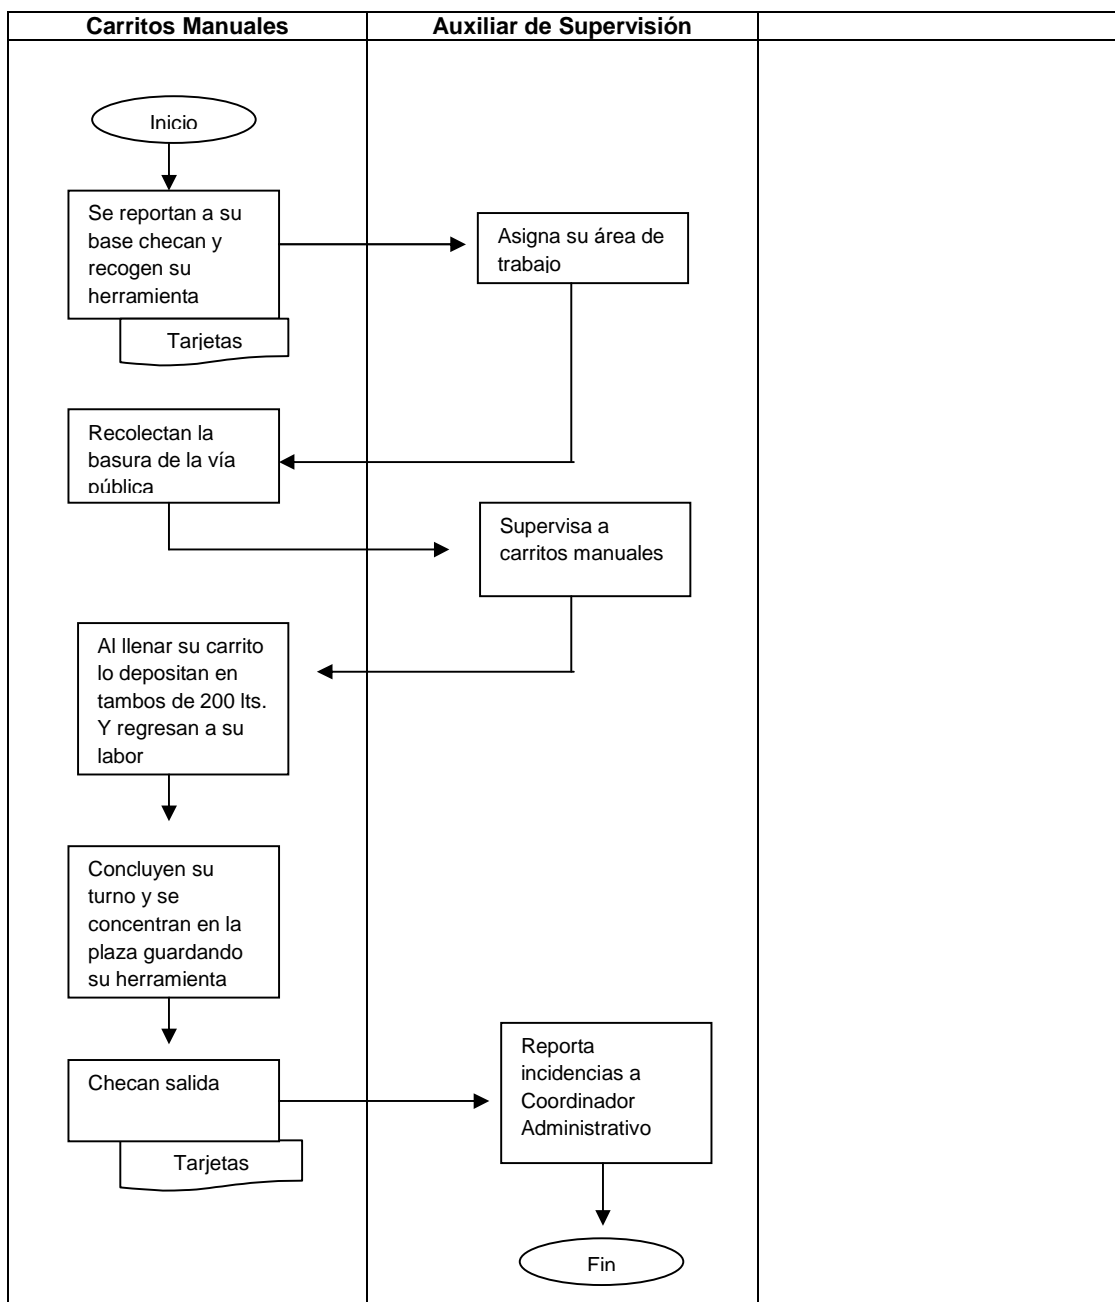 Carritos Manuales
Auxiliar de Supervisión
Inicio
Se reportan a su
base checan y
recogen su
herramienta
Tarjetas
Asigna su área de
trabajo
Recolectan la
basura de la vía
pública
Supervisa a
carritos manuales
Al llenar su carrito
lo depositan en
tambos de 200 lts.
Y regresan a su
labor
Concluyen su
turno y se
concentran en la
plaza guardando
su herramienta
Checan salida
Tarjetas
Reporta
incidencias a
Coordinador
Administrativo
Fin